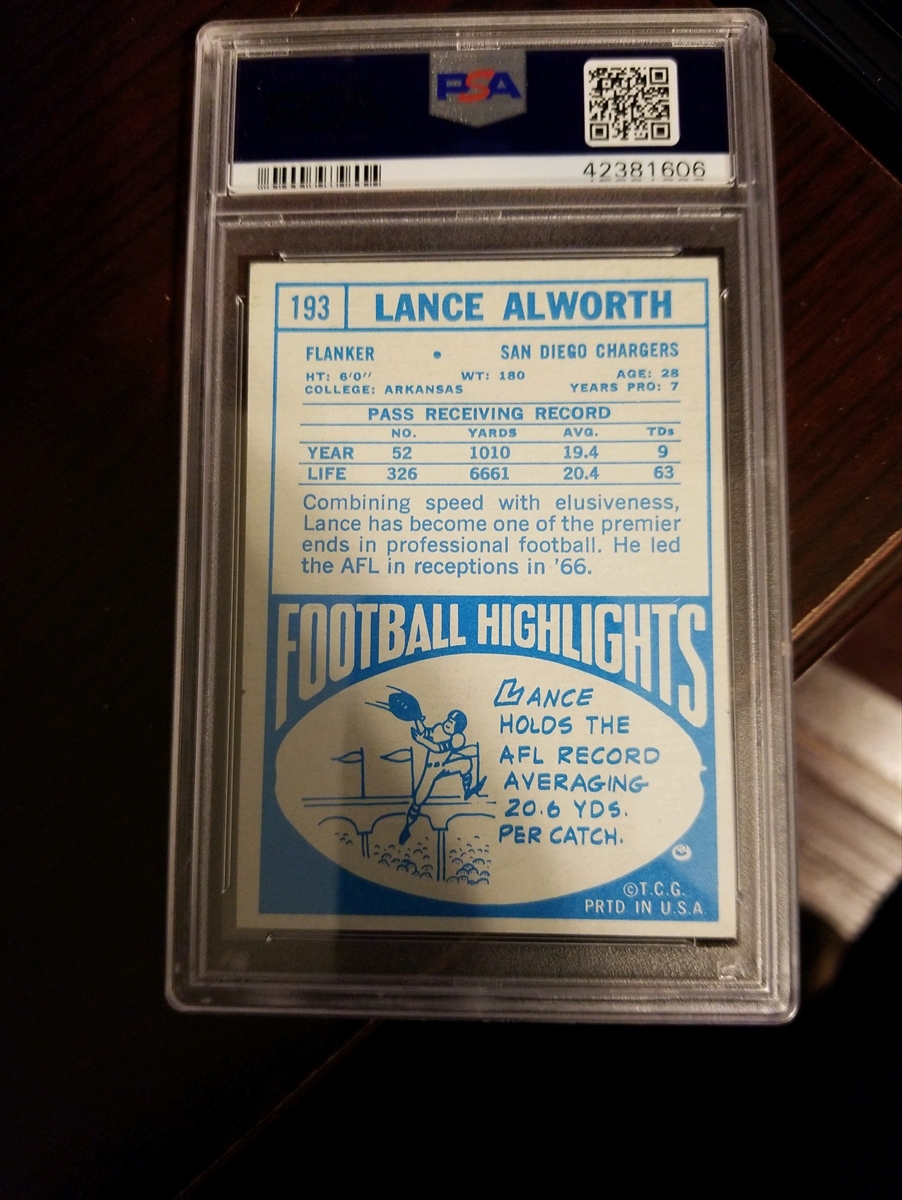 PSA
42381606
193 LANCE ALWORTH
FLANKER • SAN DIEGO CHARGERS
HT: 6'0" WT: 180 AGE: 28
COLLEGE: ARKANSAS YEARS PRO: 7
PASS RECEIVING RECORD
NO. YARDS AVG. TDs
YEAR 52 1010 19.4 9
LIFE 326 6661 20.4 63
Combining speed with elusiveness,
Lance has become one of the premier
ends in professional football. He led
the AFL in receptions in '66.
FOOTBALL HIGHLIGHTS
LANCE
HOLDS THE
AFL RECORD
AVERAGING
20.6 YDS.
PER CATCH.
©T.C.G.
PRTD. IN U.S.A.